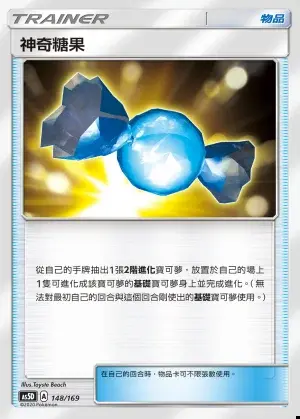 TRAINER 物品
神奇糖果
從自己的手牌抽出1張2階進化寶可夢,放置於自己的場上
1隻可進化成該寶可夢的基礎寶可夢身上並完成進化。(無
法對最初自己的回合與這個回合剛使出的基礎寶可夢使用。)
在自己的回合時,物品卡可不限張數使用。
Illus. Toyste Beach
AS5D A 148/169
©2020 Pokémon